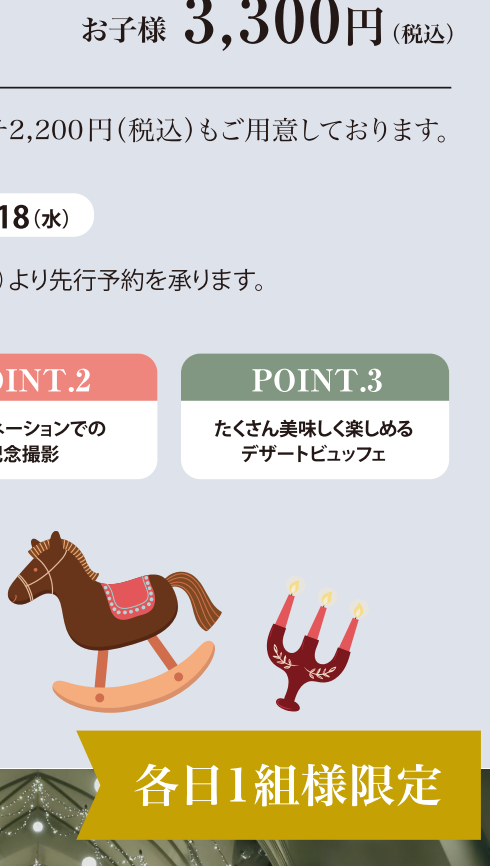 お子様 3,300円(税込)
2,200円(税込)もご用意しております。
18(水)
より先行予約を承ります。
OINT.2
ネーションでの
記念撮影
POINT.3
たくさん美味しく楽しめる
デザートビュッフェ
各日1組様限定